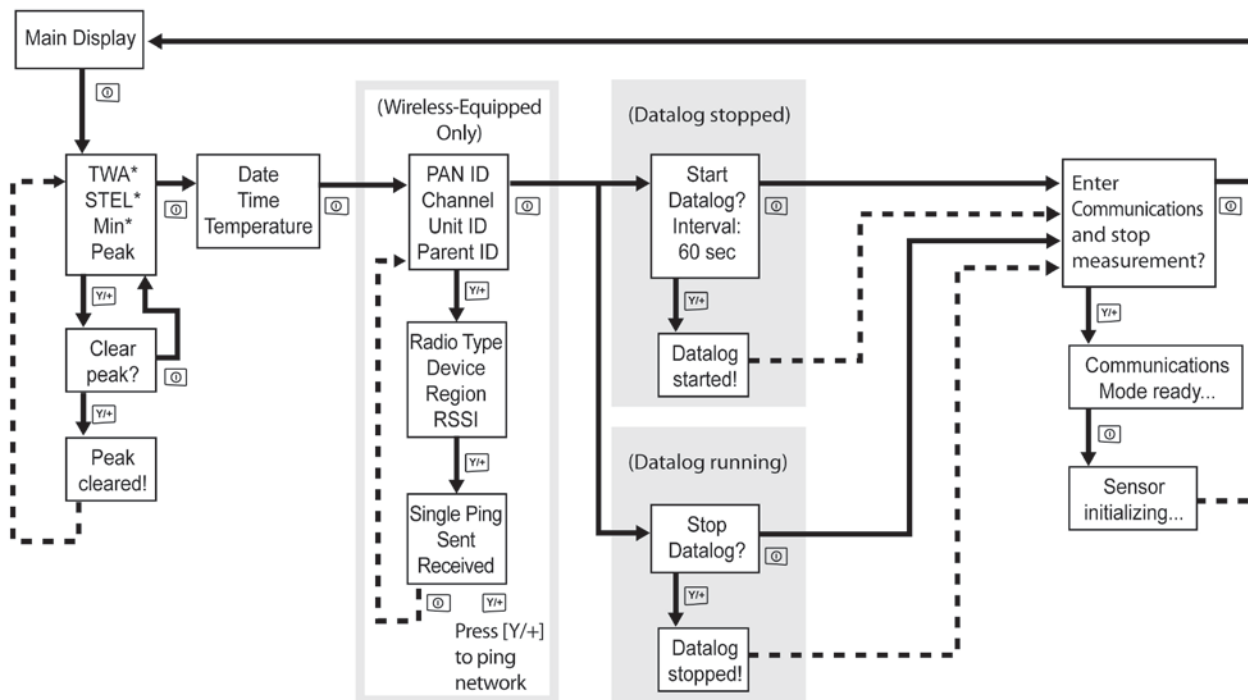 Main Display
TWA*
STEL*
Min*
Peak
Y/+
Clear
peak?
Y/+
Peak
cleared!
Date
Time
Temperature
(Wireless-Equipped
Only)
PAN ID
Channel
Unit ID
Parent ID
Y/+
Radio Type
Device
Region
RSSI
Y/+
Single Ping
Sent
Received
Y/+
Press [Y/+]
to ping
network
(Datalog stopped)
Start
Datalog?
Interval:
60 sec
Y/+
Datalog
started!
(Datalog running)
Stop
Datalog?
Y/+
Datalog
stopped!
Enter
Communications
and stop
measurement?
Y/+
Communications
Mode ready...
Sensor
initializing...